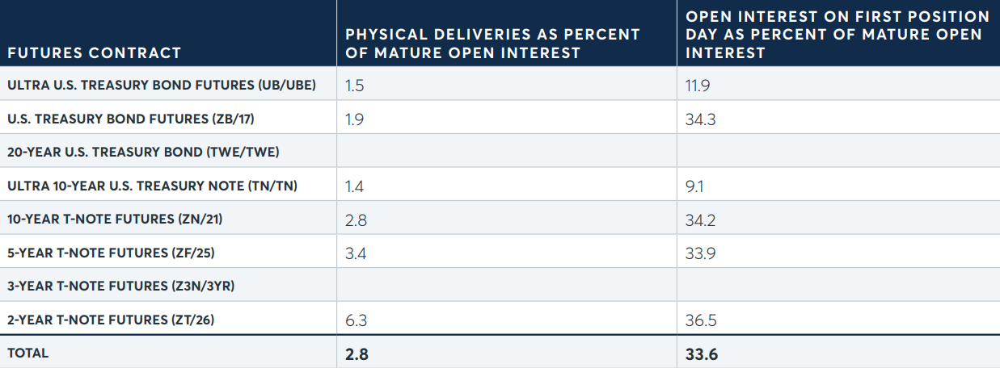 FUTURES CONTRACT
PHYSICAL DELIVERIES AS PERCENT
OF MATURE OPEN INTEREST
OPEN INTEREST ON FIRST POSITION
DAY AS PERCENT OF MATURE OPEN
INTEREST
ULTRA U.S. TREASURY BOND FUTURES (UB/UBE) 1.5 11.9
U.S. TREASURY BOND FUTURES (ZB/17) 1.9 34.3
20-YEAR U.S. TREASURY BOND (TWE/TWE)
ULTRA 10-YEAR U.S. TREASURY NOTE (TN/TN) 1.4 9.1
10-YEAR T-NOTE FUTURES (ZN/21) 2.8 34.2
5-YEAR T-NOTE FUTURES (ZF/25) 3.4 33.9
3-YEAR T-NOTE FUTURES (Z3N/3YR)
2-YEAR T-NOTE FUTURES (ZT/26) 6.3 36.5
TOTAL 2.8 33.6